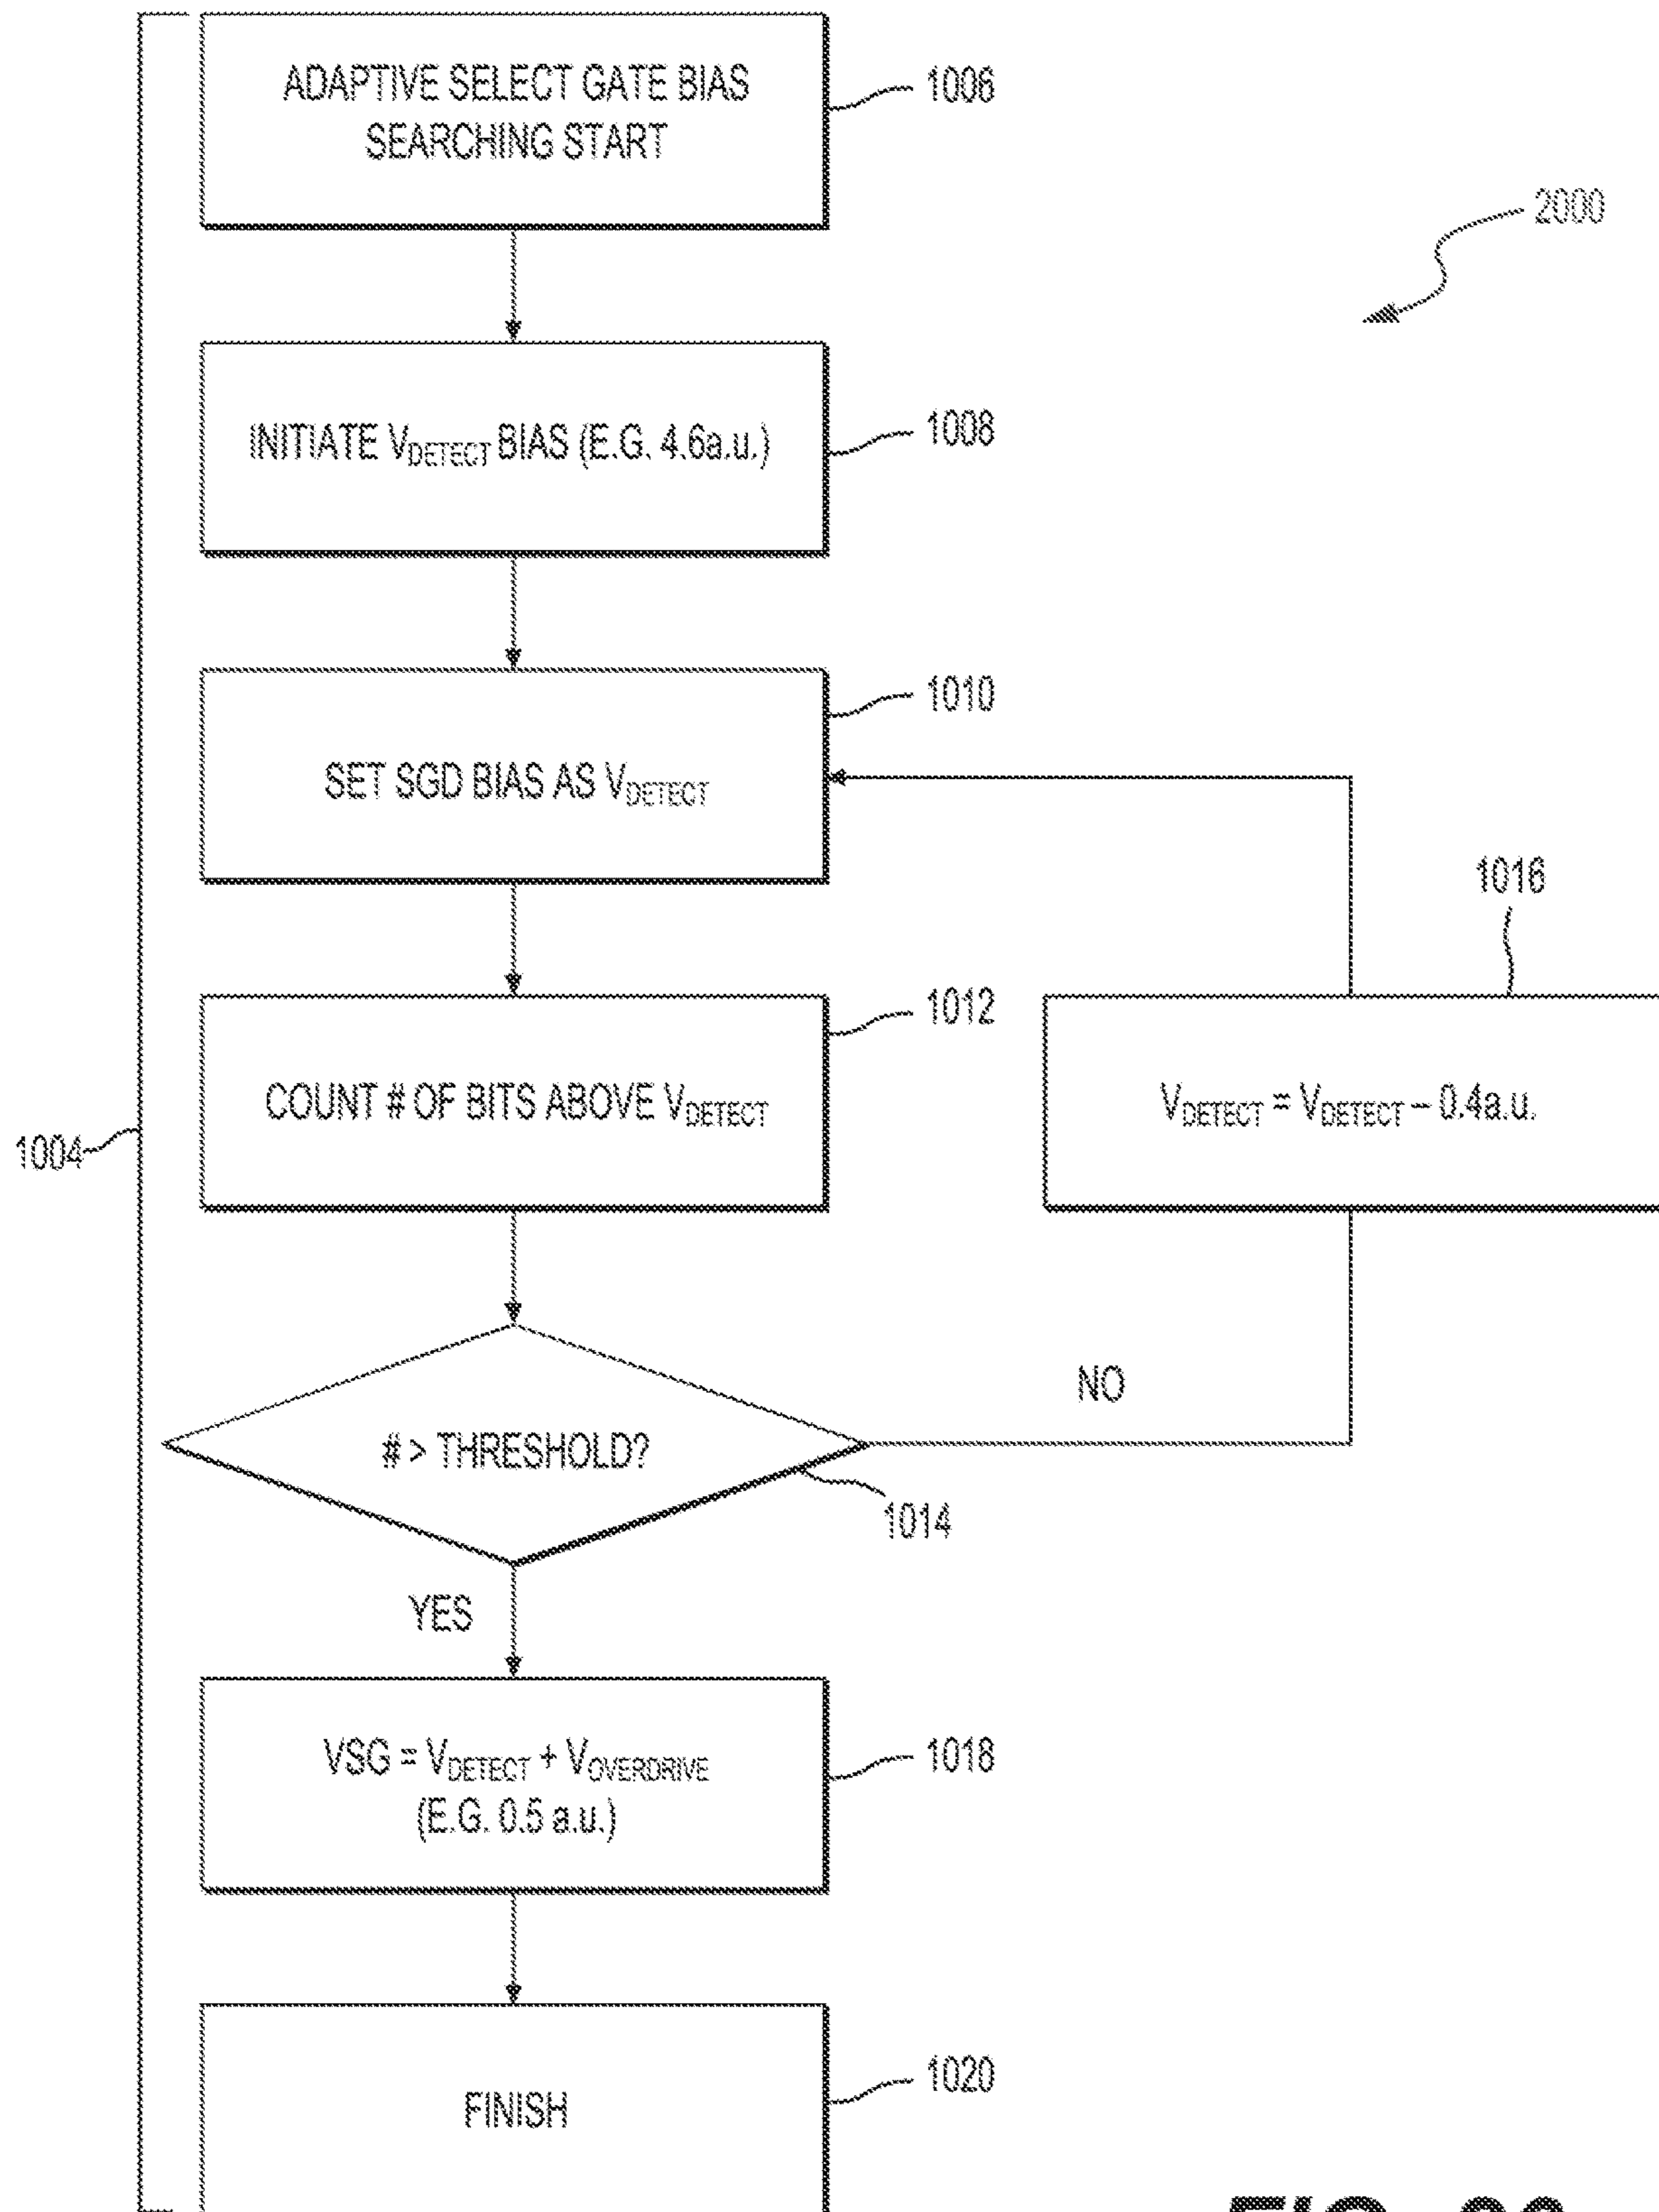 ADAPTIVE SELECT GATE BIAS
SEARCHING START
1006
2000
INITIATE VDETECT BIAS (E.G. 4.6a.u.)
1008
SET SGD BIAS AS VDETECT
1010
1016
COUNT # OF BITS ABOVE VDETECT
1012
VDETECT = VDETECT – 0.4a.u.
1004
# > THRESHOLD?
NO
1014
YES
VSG = VDETECT + VOVERDRIVE
(E.G. 0.5 a.u.)
1018
FINISH
1020